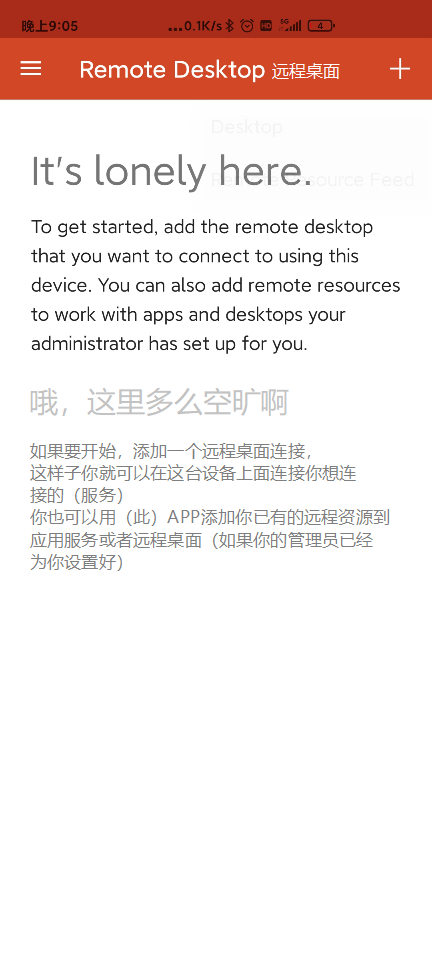 晚上9:05 ...0.1K/s HD 5G 4
Remote Desktop 远程桌面
Desktop
It's lonely here.
Remote Resource Feed
To get started, add the remote desktop
that you want to connect to using this
device. You can also add remote resources
to work with apps and desktops your
administrator has set up for you.
哦，这里多么空旷啊
如果要开始，添加一个远程桌面连接，
这样子你就可以在这台设备上面连接你想连
接的（服务）
你也可以用（此）APP添加你已有的远程资源到
应用服务或者远程桌面（如果你的管理员已经
为你设置好）